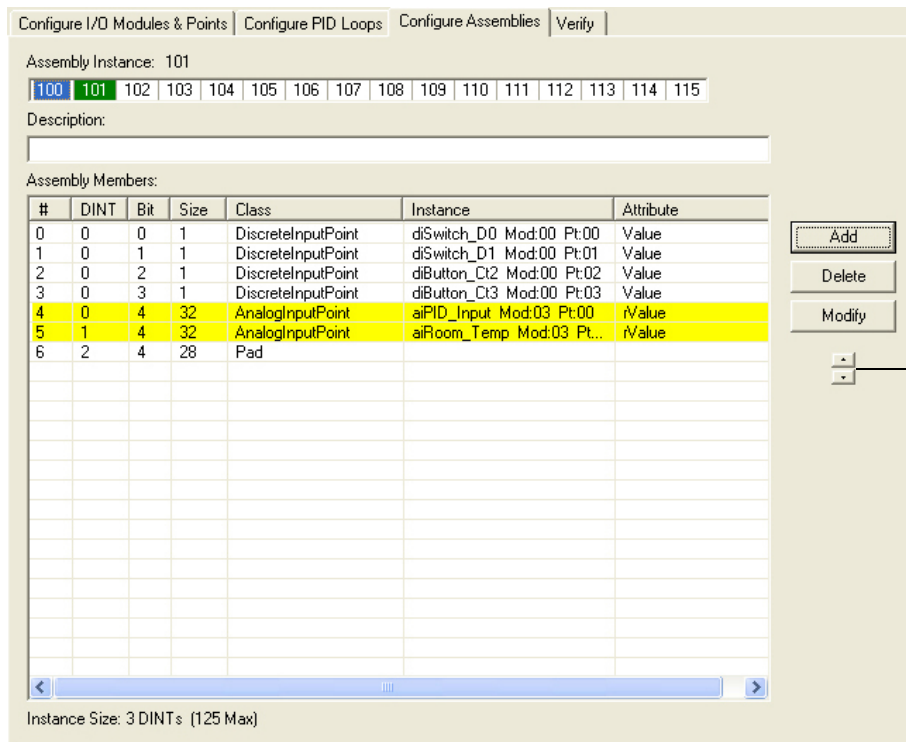 Configure I/O Modules & Points Configure PID Loops Configure Assemblies Verify
Assembly Instance: 101
100 101 102 103 104 105 106 107 108 109 110 111 112 113 114 115
Description:
Assembly Members:
# DINT Bit Size Class Instance Attribute
0 0 0 1 DiscreteInputPoint diSwitch_D0 Mod:00 Pt:00 Value
1 0 1 1 DiscreteInputPoint diSwitch_D1 Mod:00 Pt:01 Value
2 0 2 1 DiscreteInputPoint diButton_Ct2 Mod:00 Pt:02 Value
3 0 3 1 DiscreteInputPoint diButton_Ct3 Mod:00 Pt:03 Value
4 0 4 32 AnalogInputPoint aiPID_Input Mod:03 Pt:00 rValue
5 1 4 32 AnalogInputPoint aiRoom_Temp Mod:03 Pt... rValue
6 2 4 28 Pad
Add
Delete
Modify
Instance Size: 3 DINTs (125 Max)